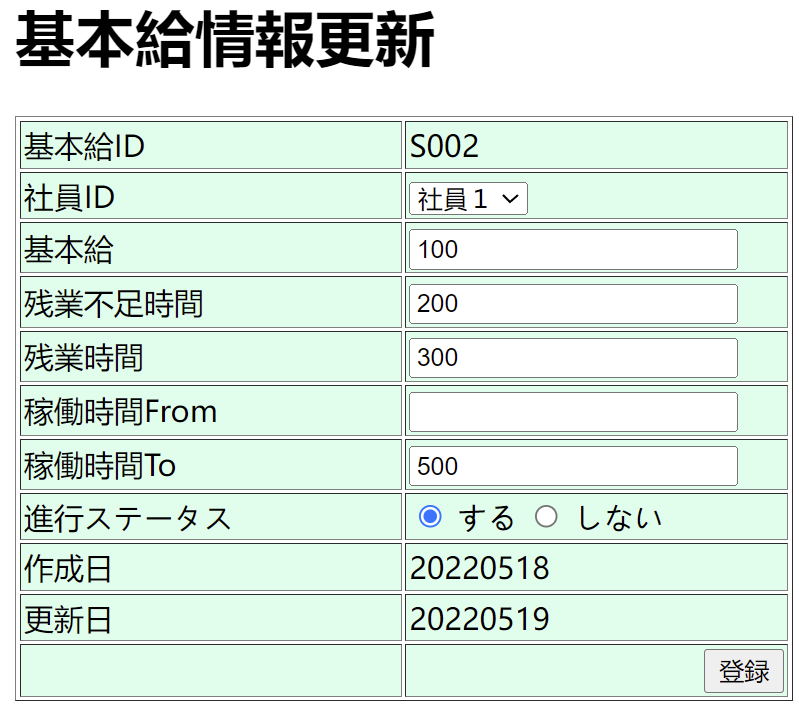 基本給情報更新
基本給ID S002
社員ID 社員１
基本給 100
残業不足時間 200
残業時間 300
稼働時間From
稼働時間To 500
進行ステータス する しない
作成日 20220518
更新日 20220519
登録